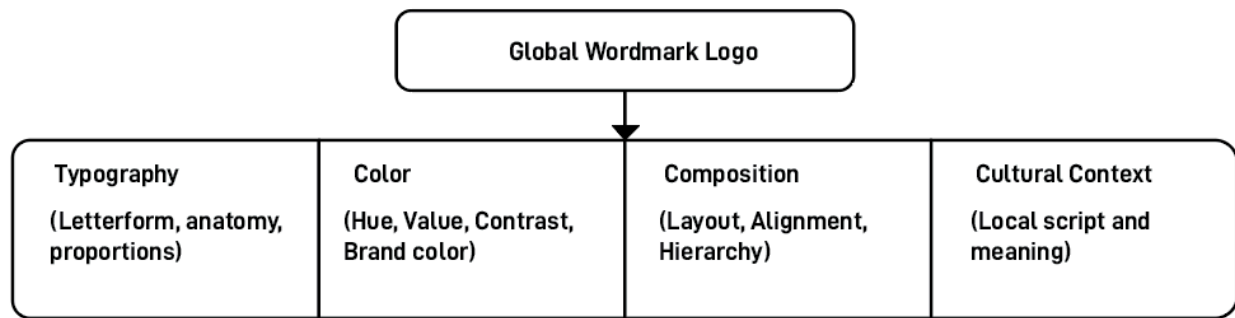 Global Wordmark Logo
Typography
(Letterform, anatomy,
proportions)
Color
(Hue, Value, Contrast,
Brand color)
Composition
(Layout, Alignment,
Hierarchy)
Cultural Context
(Local script and
meaning)